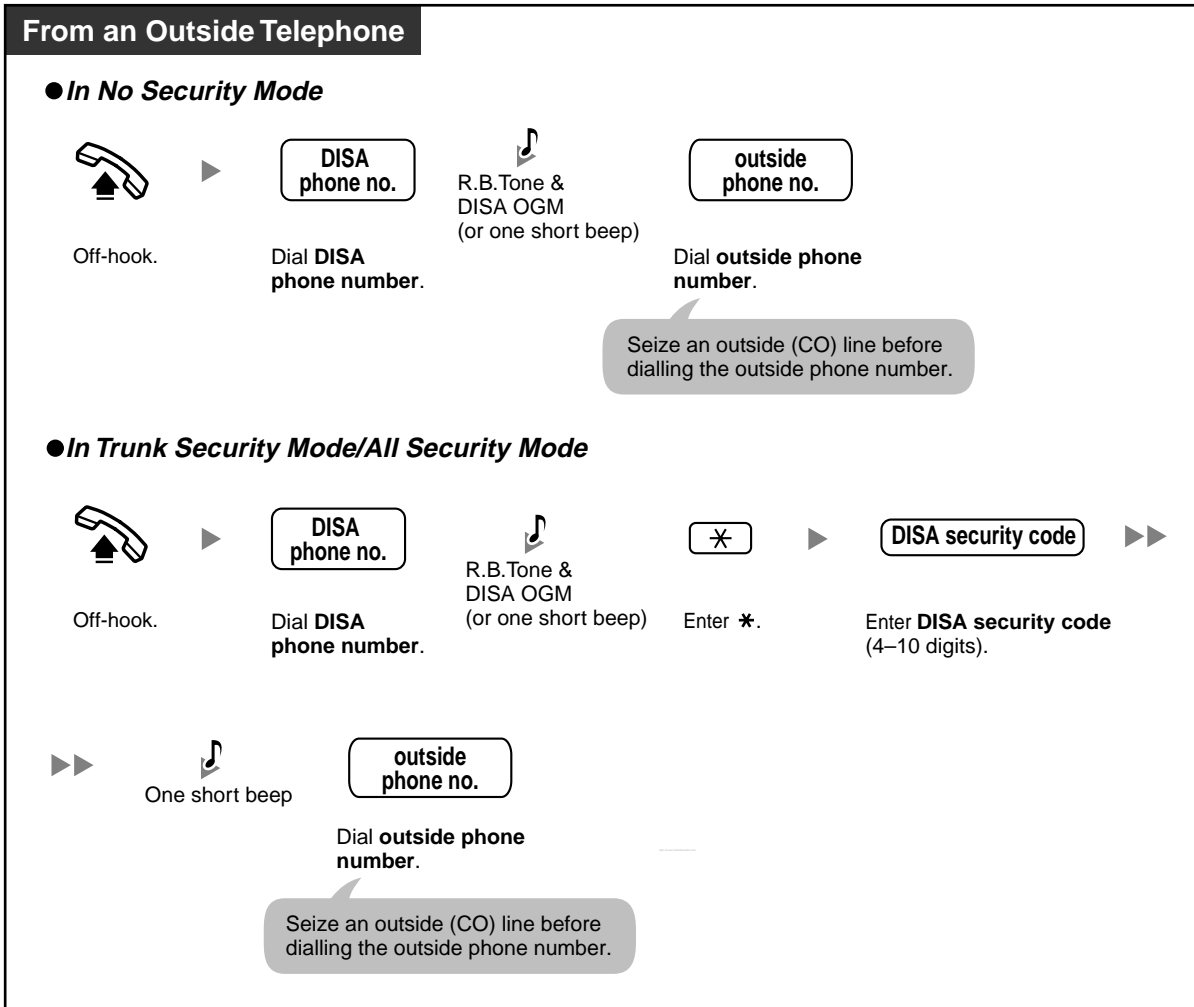 From an Outside Telephone
●In No Security Mode
DISA
phone no.
R.B.Tone &
DISA OGM
(or one short beep)
outside
phone no.
Off-hook.
Dial DISA
phone number.
Dial outside phone
number.
Seize an outside (CO) line before
dialling the outside phone number.
●In Trunk Security Mode/All Security Mode
DISA
phone no.
R.B.Tone &
DISA OGM
(or one short beep)
*
DISA security code
Off-hook.
Dial DISA
phone number.
Enter *.
Enter DISA security code
(4–10 digits).
One short beep
outside
phone no.
Dial outside phone
number.
Seize an outside (CO) line before
dialling the outside phone number.